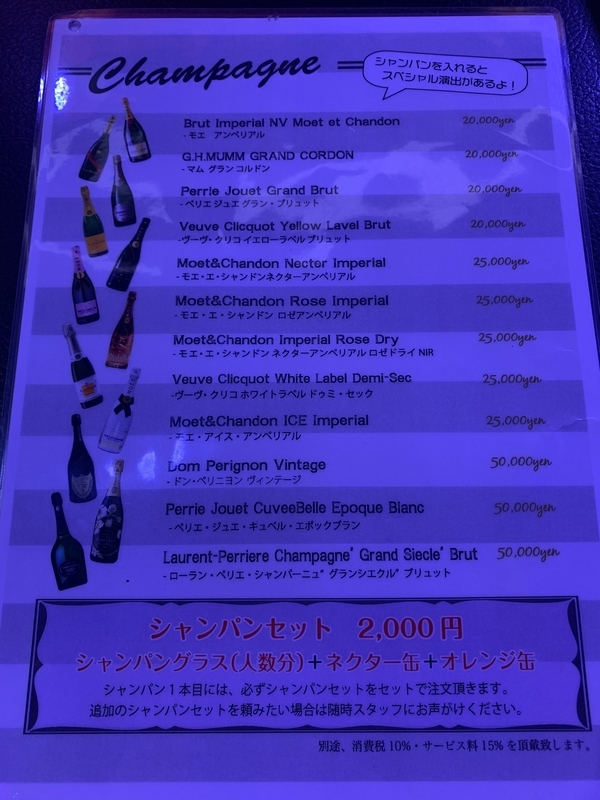 Champagne
シャンパンを入れると
スペシャル演出があるよ！
Brut Imperial NV Moet et Chandon 20,000yen
- モエ アンペリアル
G.H.MUMM GRAND CORDON 20,000yen
- マム グラン コルドン
Perrie Jouet Grand Brut 20,000yen
- ペリエ ジュエ グラン・ブリュット
Veuve Clicquot Yellow Lavel Brut 20,000yen
-ヴーヴ・クリコ イエローラベル ブリュット
Moet&Chandon Necter Imperial 25,000yen
- モエ・エ・シャンドンネクターアンペリアル
Moet&Chandon Rose Imperial 25,000yen
- モエ・エ・シャンドン ロゼアンペリアル
Moet&Chandon Imperial Rose Dry 25,000yen
- モエ・エ・シャンドン ネクターアンペリアル ロゼドライ NIR
Veuve Clicquot White Label Demi-Sec 25,000yen
-ヴーヴ・クリコ ホワイトラベル ドゥミ・セック
Moet&Chandon ICE Imperial 25,000yen
- モエ・アイス・アンペリアル
Dom Perignon Vintage 50,000yen
- ドン・ペリニヨン ヴィンテージ
Perrie Jouet CuveeBelle Epoque Blanc 50,000yen
- ペリエ・ジュエ・キュベル・エポックブラン
Laurent-Perriere Champagne' Grand Siecle' Brut 50,000yen
- ローラン・ペリエ・シャンパーニュ"グランシエクル" ブリュット
シャンパンセット 2,000円
シャンパングラス(人数分)＋ネクター缶＋オレンジ缶
シャンパン1本目には、必ずシャンパンセットをセットで注文頂きます。
追加のシャンパンセットを頼みたい場合は随時スタッフにお声がけください。
別途、消費税10%・サービス料15%を頂戴致します。